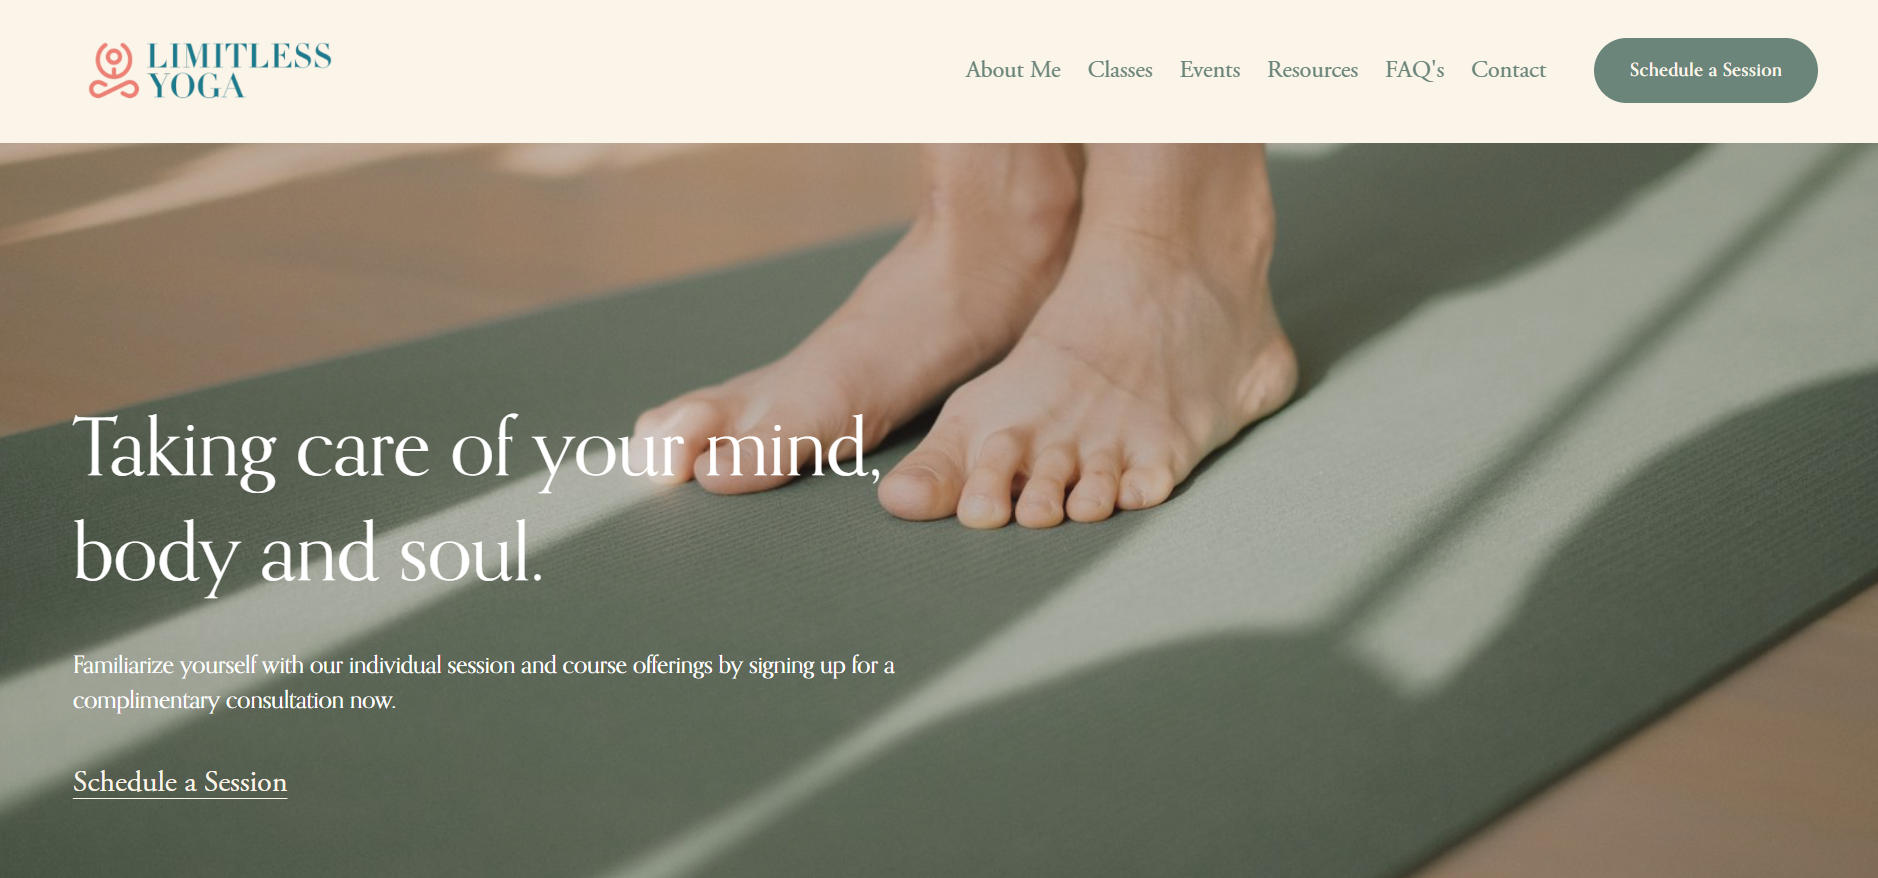 LIMITLESS
YOGA
About Me Classes Events Resources FAQ's Contact Schedule a Session
Taking care of your mind,
body and soul.
Familiarize yourself with our individual session and course offerings by signing up for a
complimentary consultation now.
Schedule a Session